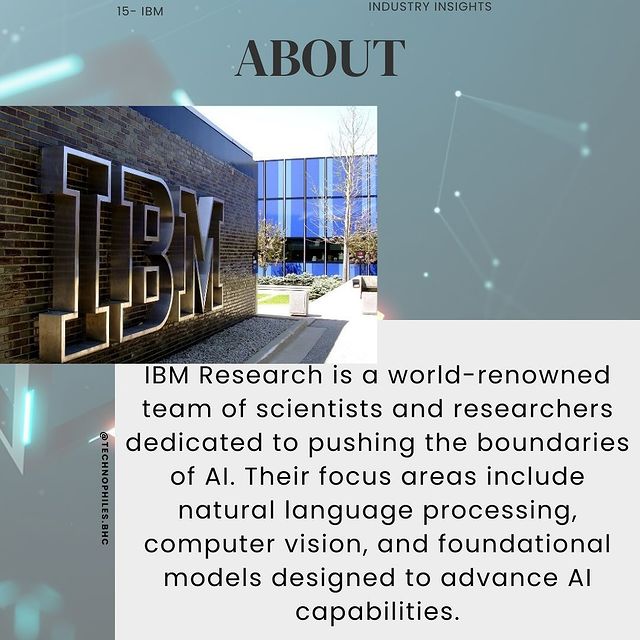 15- IBM
INDUSTRY INSIGHTS
ABOUT
IBM
IBM Research is a world-renowned
team of scientists and researchers
dedicated to pushing the boundaries
of AI. Their focus areas include
natural language processing,
computer vision, and foundational
models designed to advance AI
capabilities.
@TECHNOPHILES.BHC